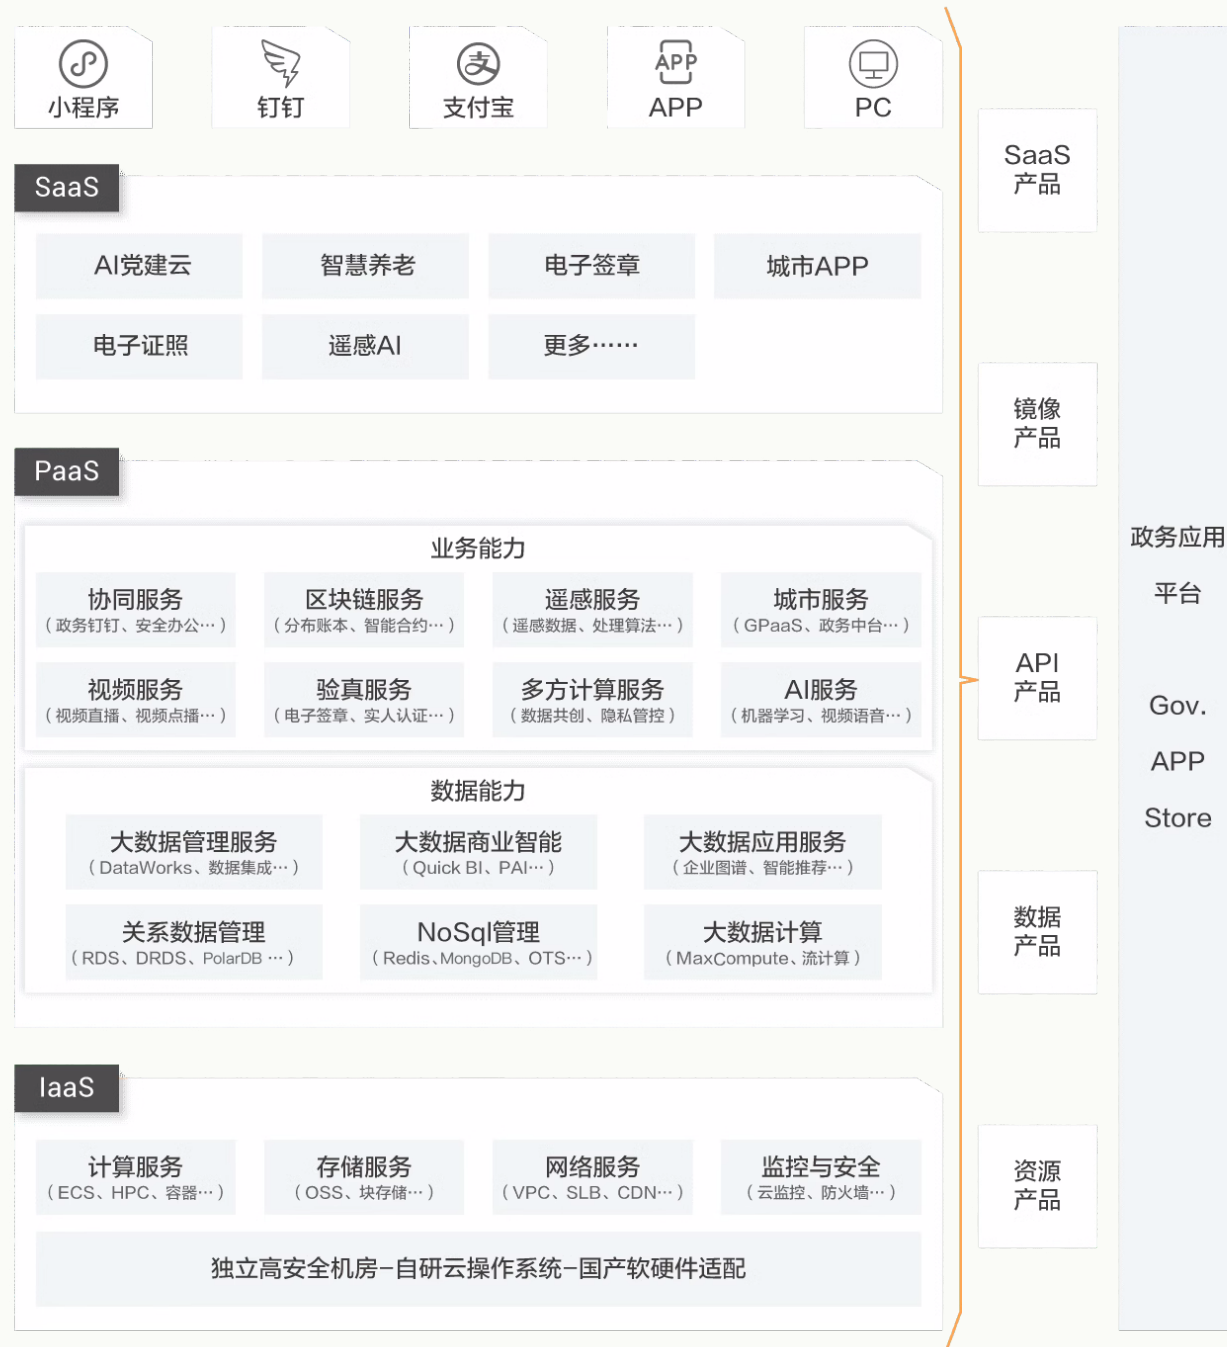 小程序
钉钉
支付宝
APP
APP
PC
SaaS
AI党建云
智慧养老
电子签章
城市APP
电子证照
遥感AI
更多······
PaaS
业务能力
协同服务
（政务钉钉、安全办公···）
区块链服务
（分布账本、智能合约···）
遥感服务
（遥感数据、处理算法···）
城市服务
（GPaaS、政务中台···）
视频服务
（视频直播、视频点播···）
验真服务
（电子签章、实人认证···）
多方计算服务
（数据共创、隐私管控）
AI服务
（机器学习、视频语音···）
数据能力
大数据管理服务
（DataWorks、数据集成···）
大数据商业智能
（Quick BI、PAI···）
大数据应用服务
（企业图谱、智能推荐···）
关系数据管理
（RDS、DRDS、PolarDB ···）
NoSql管理
（Redis、MongoDB、OTS···）
大数据计算
（MaxCompute、流计算）
IaaS
计算服务
（ECS、HPC、容器···）
存储服务
（OSS、块存储···）
网络服务
（VPC、SLB、CDN···）
监控与安全
（云监控、防火墙···）
独立高安全机房-自研云操作系统-国产软硬件适配
SaaS
产品
镜像
产品
API
产品
数据
产品
资源
产品
政务应用
平台
Gov.
APP
Store